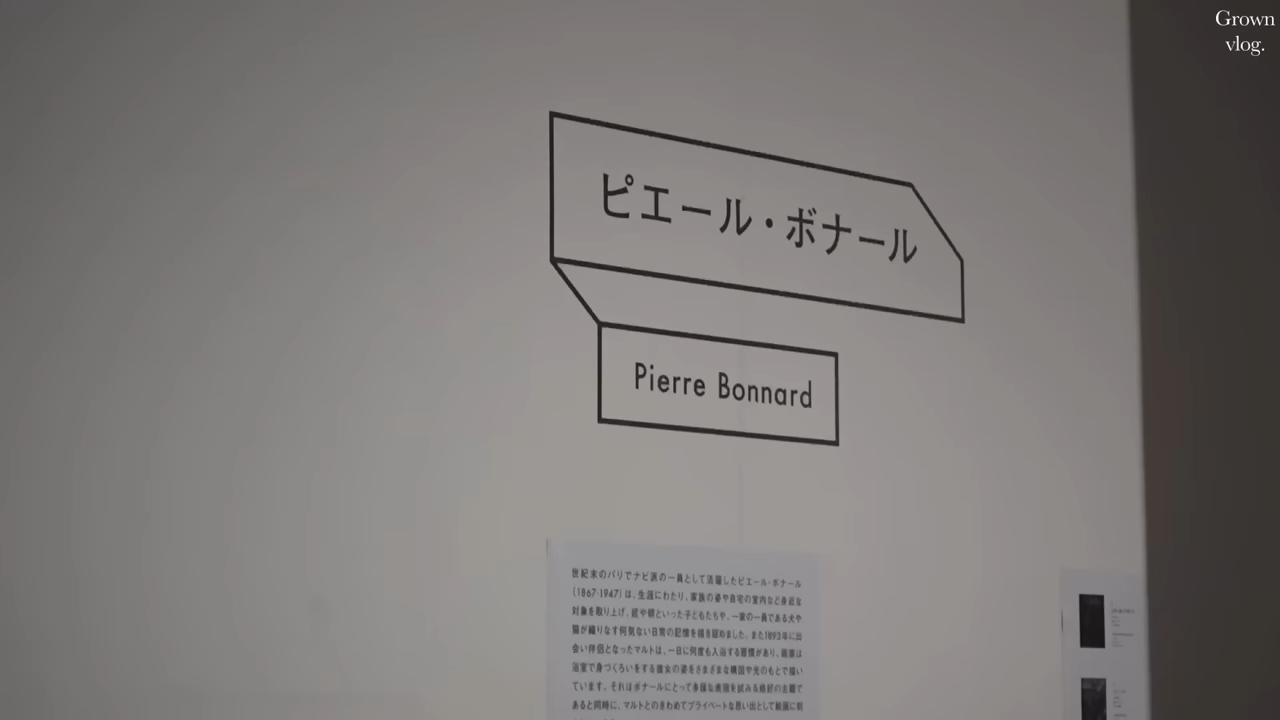 Grown
vlog.
ピエール・ボナール
Pierre Bonnard
世紀末のパリでナビ派の一員として活躍したピエール・ボナール
(1867-1947)は、生涯にわたり、家族の姿や自宅の室内など身近な
対象を取り上げ、姪や甥といった子どもたちや、一家の一員である犬や
猫が織りなす何気ない日常の記憶を描き留めました。また1893年に出
会い伴侶となったマルトは、一日に何度も入浴する習慣があり、画家は
浴室で身づくろいをする彼女の姿をさまざまな構図や光のもとで描い
ています。それはボナールにとって多様な表現を試みる絶好の主題で
あると同時に、マルトとのきわめてプライベートな思い出として絵画に刻